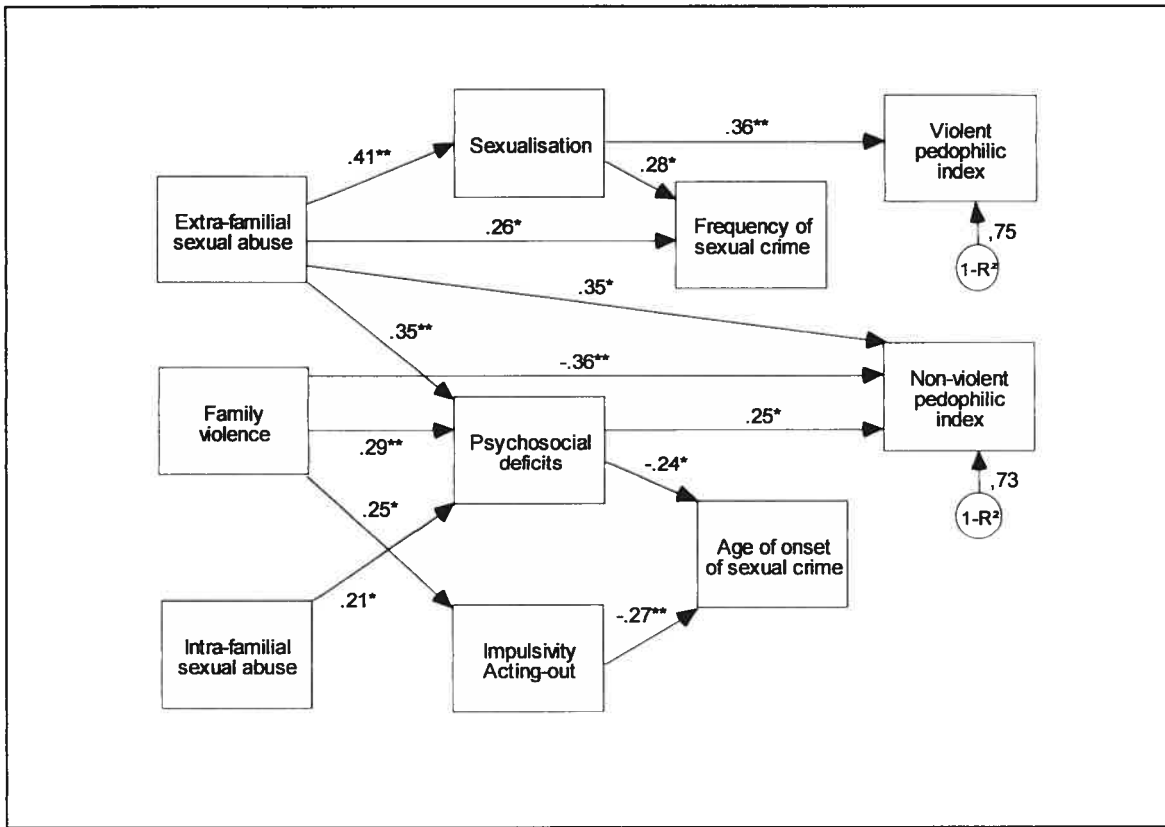 Sexualisation
.36**
Violent
pedophilic
index
.41**
.28*
Extra-familial
sexual abuse
.26*
Frequency of
sexual crime
,75
1-R²
.35*
.35**
-.36**
Family
violence
Non-violent
pedophilic
index
.29**
Psychosocial
deficits
.25*
-.24*
.25*
,73
1-R²
Age of onset
of sexual crime
.21*
-.27**
Intra-familial
sexual abuse
Impulsivity
Acting-out